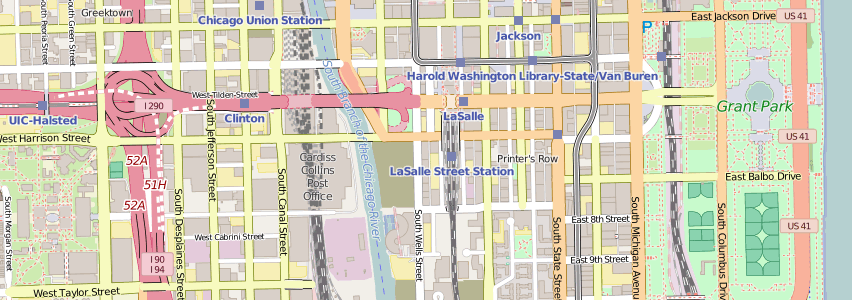 East Jackson Drive
US 41
Chicago Union Station
Greektown
South Peoria Street
South Green Street
Jackson
P
Harold Washington Library-State/Van Buren
West Tilden Street
I 290
Clinton
UIC-Halsted
LaSalle
Grant Park
West Harrison Street
US 41
South Jefferson Street
South Branch of the Chicago River
52A
51H
52A
Cardiss
Collins
Post
Office
LaSalle Street Station
Printer's Row
East Balbo Drive
South Canal Street
South Desplaines Street
South Morgan Street
South Wells Street
South State Street
South Michigan Avenue
South Columbus Drive
East 8th Street
US 41
West Cabrini Street
I 90
I 94
East 9th Street
West Taylor Street